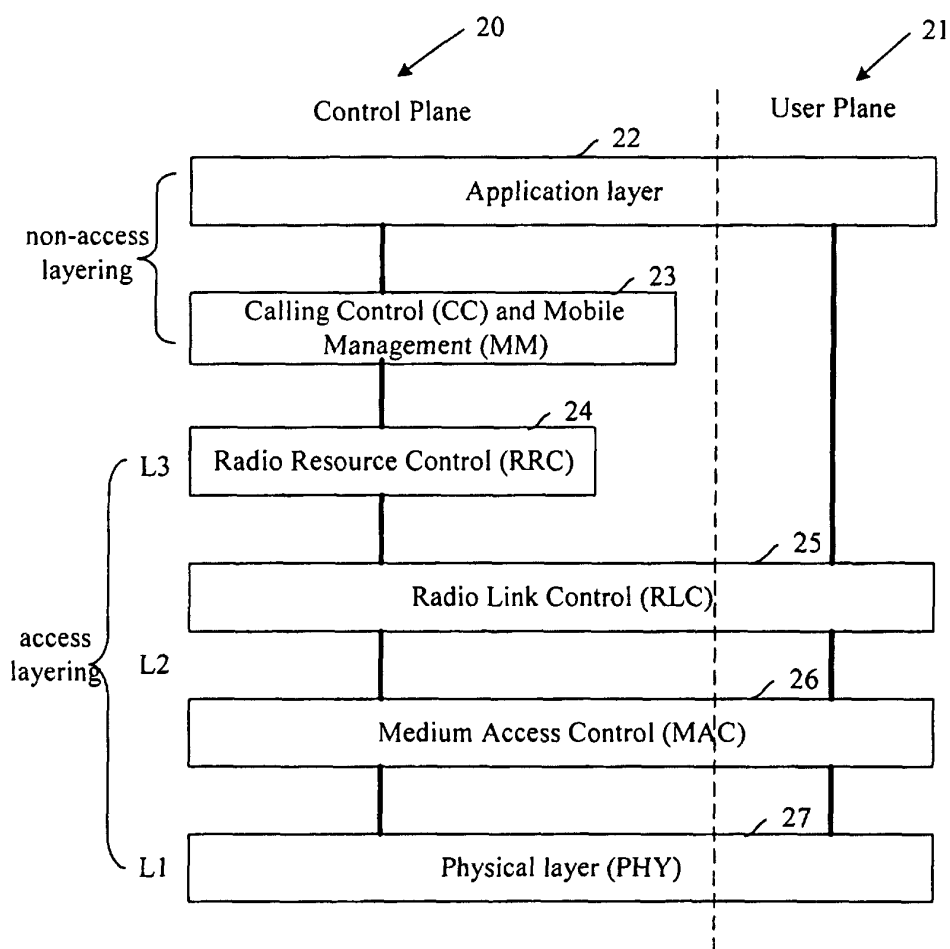 20
21
Control Plane
User Plane
22
Application layer
non-access
layering
23
Calling Control (CC) and Mobile
Management (MM)
24
L3
Radio Resource Control (RRC)
25
Radio Link Control (RLC)
access
layering
L2
26
Medium Access Control (MAC)
27
L1
Physical layer (PHY)